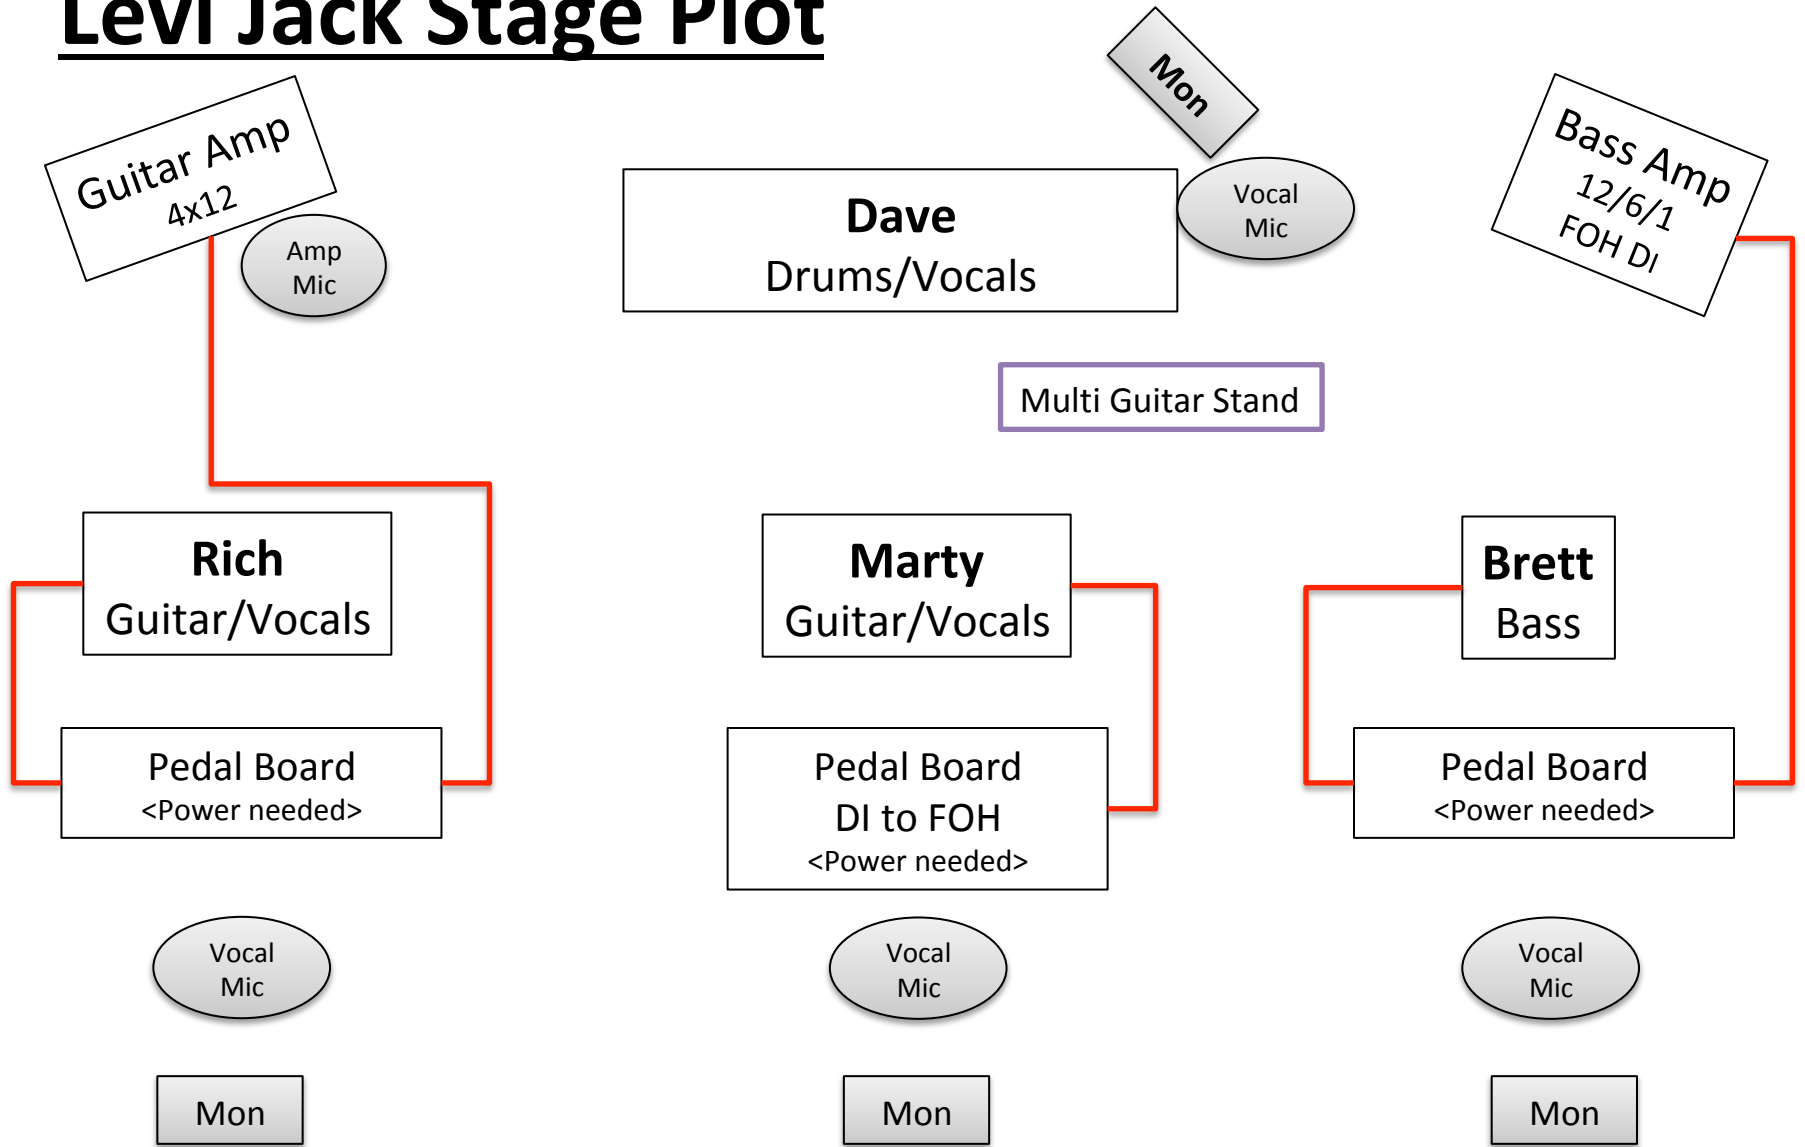 Levi Jack Stage Plot
Mon
Guitar Amp
4x12
Amp
Mic
Dave
Drums/Vocals
Vocal
Mic
Bass Amp
12/6/1
FOH DI
Multi Guitar Stand
Rich
Guitar/Vocals
Marty
Guitar/Vocals
Brett
Bass
Pedal Board
<Power needed>
Pedal Board
DI to FOH
<Power needed>
Pedal Board
<Power needed>
Vocal
Mic
Vocal
Mic
Vocal
Mic
Mon
Mon
Mon